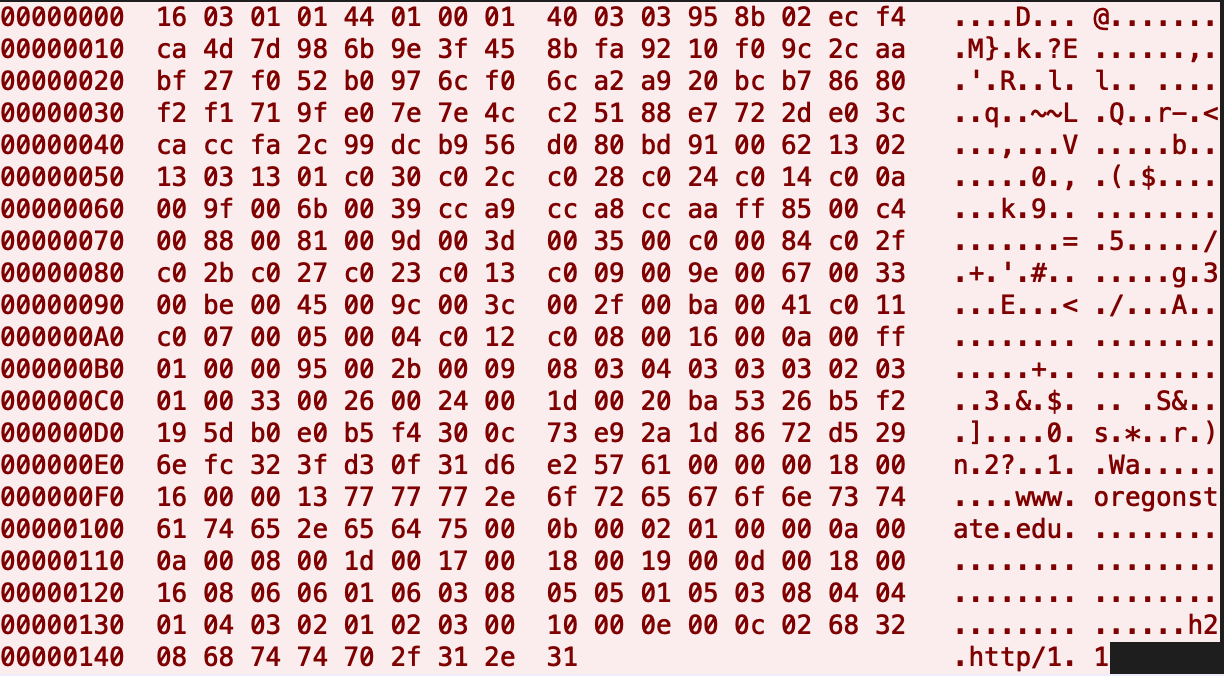 00000000  16 03 01 01 44 01 00 01  40 03 03 95 8b 02 ec f4   ....D... @.......
00000010  ca 4d 7d 98 6b 9e 3f 45  8b fa 92 10 f0 9c 2c aa   .M}.k.?E ......,.
00000020  bf 27 f0 52 b0 97 6c f0  6c a2 a9 20 bc b7 86 80   .'.R..l. l.. ....
00000030  f2 f1 71 9f e0 7e 7e 4c  c2 51 88 e7 72 2d e0 3c   ..q..~~L .Q..r-.<
00000040  ca cc fa 2c 99 dc b9 56  d0 80 bd 91 00 62 13 02   ...,...V .....b..
00000050  13 03 13 01 c0 30 c0 2c  c0 28 c0 24 c0 14 c0 0a   .....0., .(.$....
00000060  00 9f 00 6b 00 39 cc a9  cc a8 cc aa ff 85 00 c4   ...k.9.. ........
00000070  00 88 00 81 00 9d 00 3d  00 35 00 c0 00 84 c0 2f   .......= .5...../
00000080  c0 2b c0 27 c0 23 c0 13  c0 09 00 9e 00 67 00 33   .+.'.#.. .....g.3
00000090  00 be 00 45 00 9c 00 3c  00 2f 00 ba 00 41 c0 11   ...E...< ./...A..
000000A0  c0 07 00 05 00 04 c0 12  c0 08 00 16 00 0a 00 ff   ........ ........
000000B0  01 00 00 95 00 2b 00 09  08 03 04 03 03 03 02 03   .....+.. ........
000000C0  01 00 33 00 26 00 24 00  1d 00 20 ba 53 26 b5 f2   ..3.&.$. .. .S&..
000000D0  19 5d b0 e0 b5 f4 30 0c  73 e9 2a 1d 86 72 d5 29   .]....0. s.*..r.)
000000E0  6e fc 32 3f d3 0f 31 d6  e2 57 61 00 00 00 18 00   n.2?..1. .Wa.....
000000F0  16 00 00 13 77 77 77 2e  6f 72 65 67 6f 6e 73 74   ....www. oregonst
00000100  61 74 65 2e 65 64 75 00  0b 00 02 01 00 00 0a 00   ate.edu. ........
00000110  0a 00 08 00 1d 00 17 00  18 00 19 00 0d 00 18 00   ........ ........
00000120  16 08 06 06 01 06 03 08  05 05 01 05 03 08 04 04   ........ ........
00000130  01 04 03 02 01 02 03 00  10 00 0e 00 0c 02 68 32   ........ ......h2
00000140  08 68 74 74 70 2f 31 2e  31   .http/1. 1